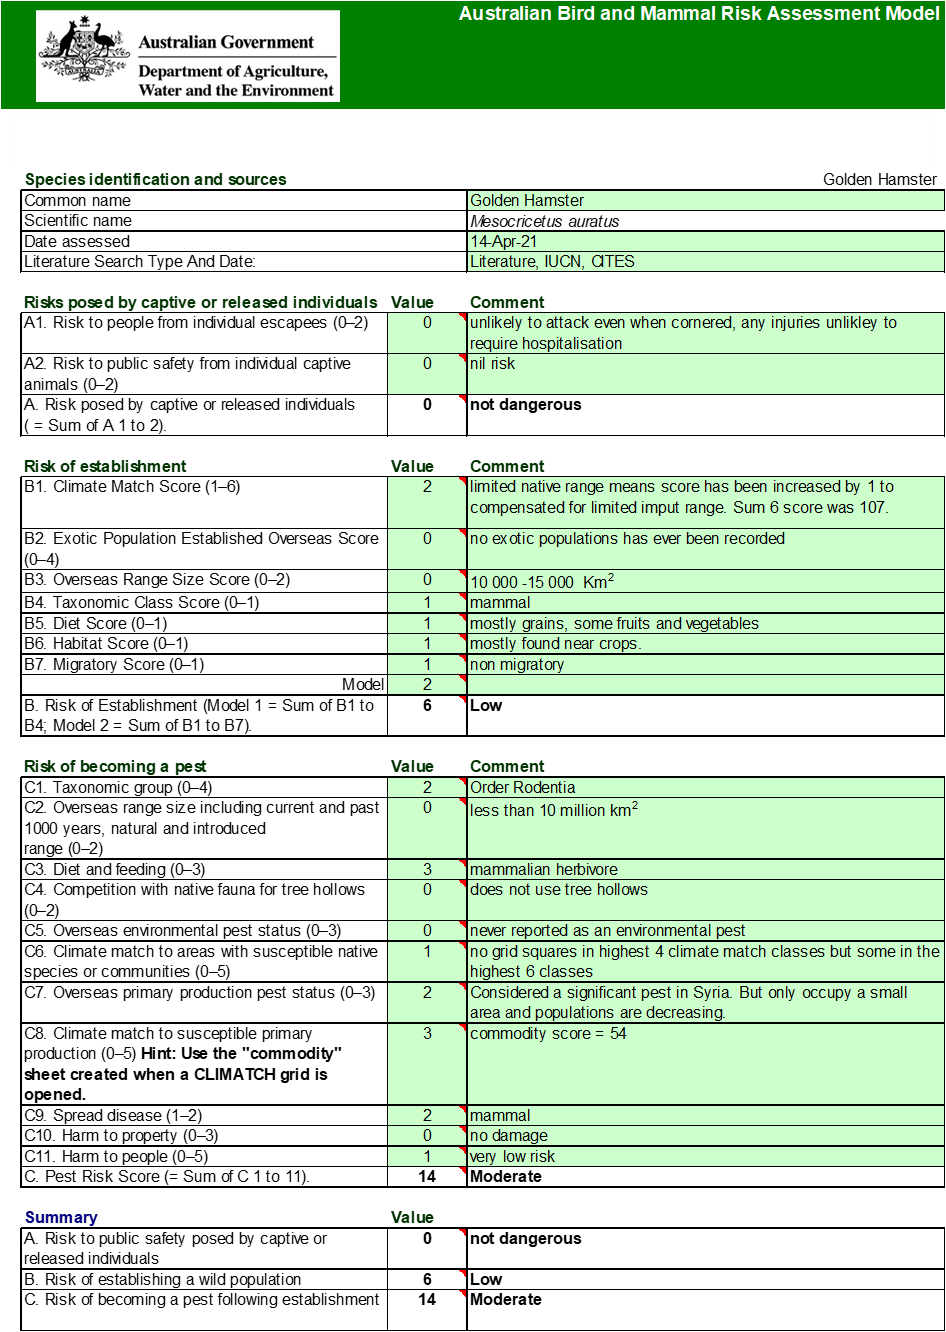 Australian Bird and Mammal Risk Assessment Model
Australian Government
Department of Agriculture,
Water and the Environment
Species identification and sources Golden Hamster
Common name Golden Hamster
Scientific name Mesocricetus auratus
Date assessed 14-Apr-21
Literature Search Type And Date: Literature, IUCN, CITES
Risks posed by captive or released individuals Value Comment
A1. Risk to people from individual escapees (0–2) 0 unlikely to attack even when cornered, any injuries unlikley to
require hospitalisation
A2. Risk to public safety from individual captive 0 nil risk
animals (0–2)
A. Risk posed by captive or released individuals 0 not dangerous
( = Sum of A 1 to 2).
Risk of establishment Value Comment
B1. Climate Match Score (1–6) 2 limited native range means score has been increased by 1 to
compensated for limited imput range. Sum 6 score was 107.
B2. Exotic Population Established Overseas Score 0 no exotic populations has ever been recorded
(0–4)
B3. Overseas Range Size Score (0–2) 0 10 000 -15 000 Km²
B4. Taxonomic Class Score (0–1) 1 mammal
B5. Diet Score (0–1) 1 mostly grains, some fruits and vegetables
B6. Habitat Score (0–1) 1 mostly found near crops.
B7. Migratory Score (0–1) 1 non migratory
Model 2
B. Risk of Establishment (Model 1 = Sum of B1 to 6 Low
B4; Model 2 = Sum of B1 to B7).
Risk of becoming a pest Value Comment
C1. Taxonomic group (0–4) 2 Order Rodentia
C2. Overseas range size including current and past 0 less than 10 million km²
1000 years, natural and introduced
range (0–2)
C3. Diet and feeding (0–3) 3 mammalian herbivore
C4. Competition with native fauna for tree hollows 0 does not use tree hollows
(0–2)
C5. Overseas environmental pest status (0–3) 0 never reported as an environmental pest
C6. Climate match to areas with susceptible native 1 no grid squares in highest 4 climate match classes but some in the
species or communities (0–5) highest 6 classes
C7. Overseas primary production pest status (0–3) 2 Considered a significant pest in Syria. But only occupy a small
area and populations are decreasing.
C8. Climate match to susceptible primary 3 commodity score = 54
production (0–5) Hint: Use the "commodity"
sheet created when a CLIMATCH grid is
opened.
C9. Spread disease (1–2) 2 mammal
C10. Harm to property (0–3) 0 no damage
C11. Harm to people (0–5) 1 very low risk
C. Pest Risk Score (= Sum of C 1 to 11). 14 Moderate
Summary Value
A. Risk to public safety posed by captive or 0 not dangerous
released individuals
B. Risk of establishing a wild population 6 Low
C. Risk of becoming a pest following establishment 14 Moderate